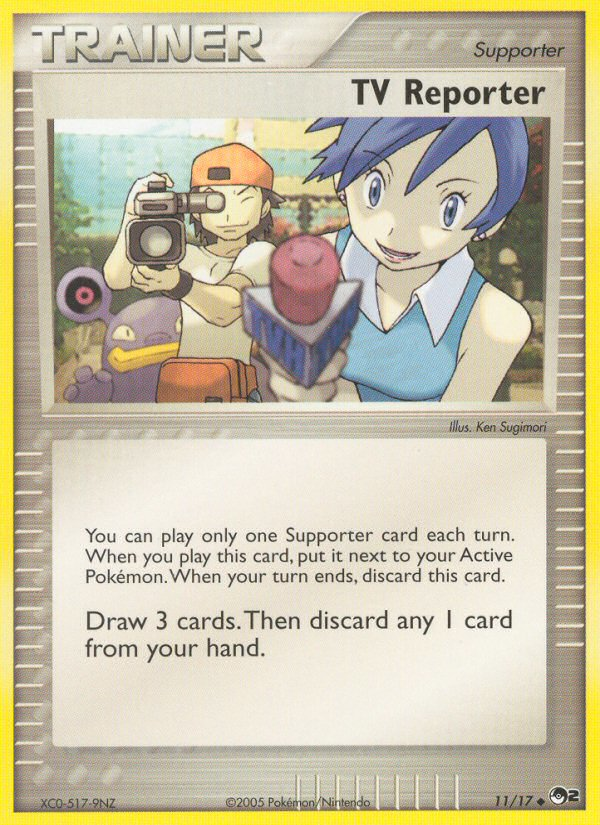 TRAINER
Supporter
TV Reporter
Illus. Ken Sugimori
You can play only one Supporter card each turn.
When you play this card, put it next to your Active
Pokémon. When your turn ends, discard this card.
Draw 3 cards. Then discard any 1 card
from your hand.
XC0-517-9NZ
©2005 Pokémon/Nintendo
11/17 ◆ 2